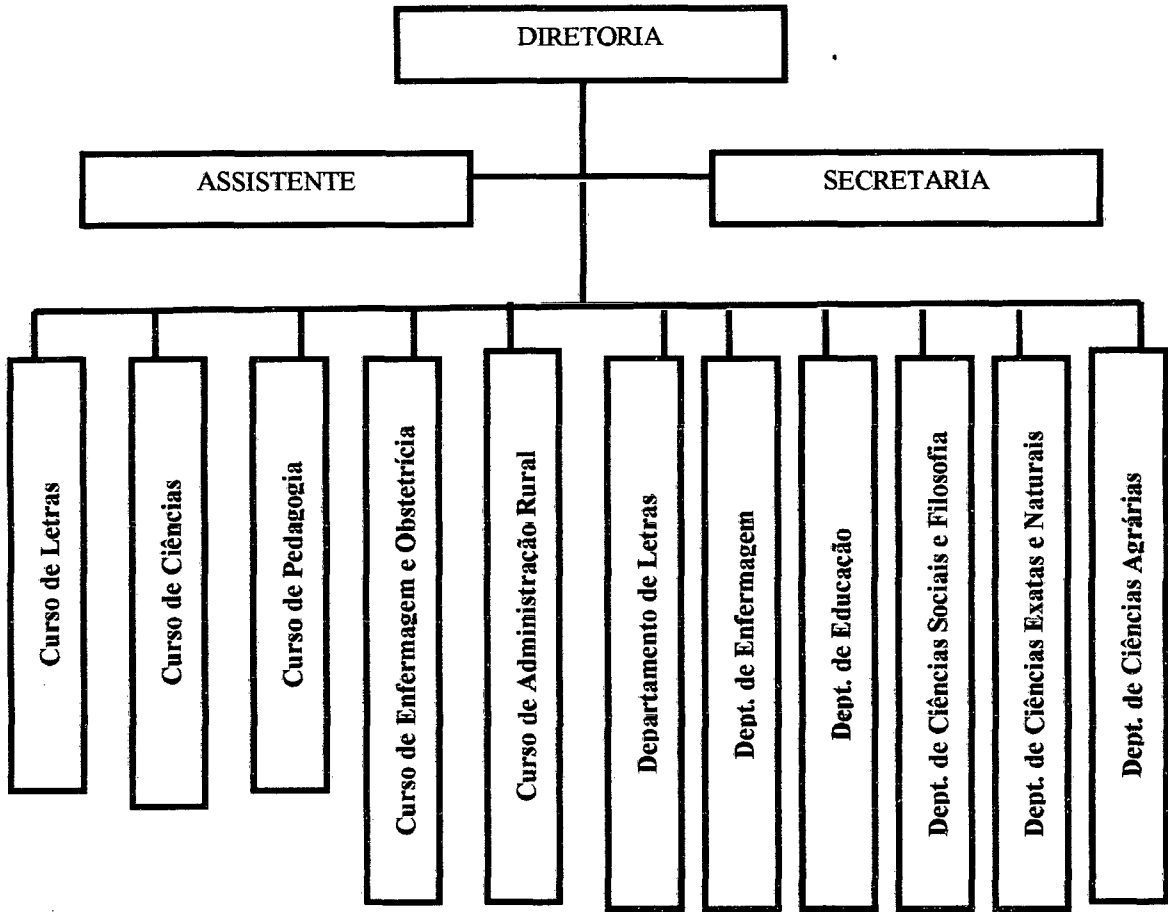 DIRETORIA
ASSISTENTE
SECRETARIA
Curso de Letras
Curso de Ciências
Curso de Pedagogia
Curso de Enfermagem e Obstetrícia
Curso de Administração Rural
Departamento de Letras
Dept. de Enfermagem
Dept. de Educação
Dept. de Ciências Sociais e Filosofia
Dept. de Ciências Exatas e Naturais
Dept. de Ciências Agrárias